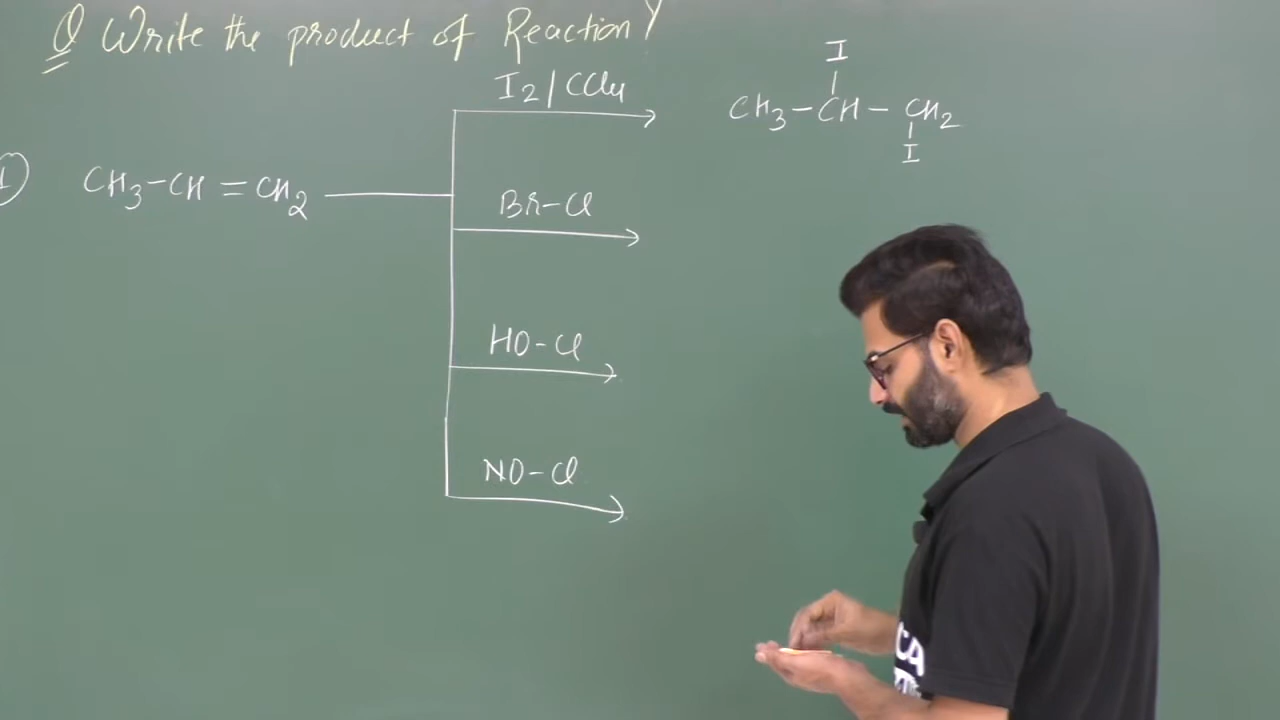 Q Write the product of Reaction?
I2 / CCl4
CH3-CH-CH2
I
I
1 CH3-CH=CH2
Br-Cl
HO-Cl
NO-Cl
CA